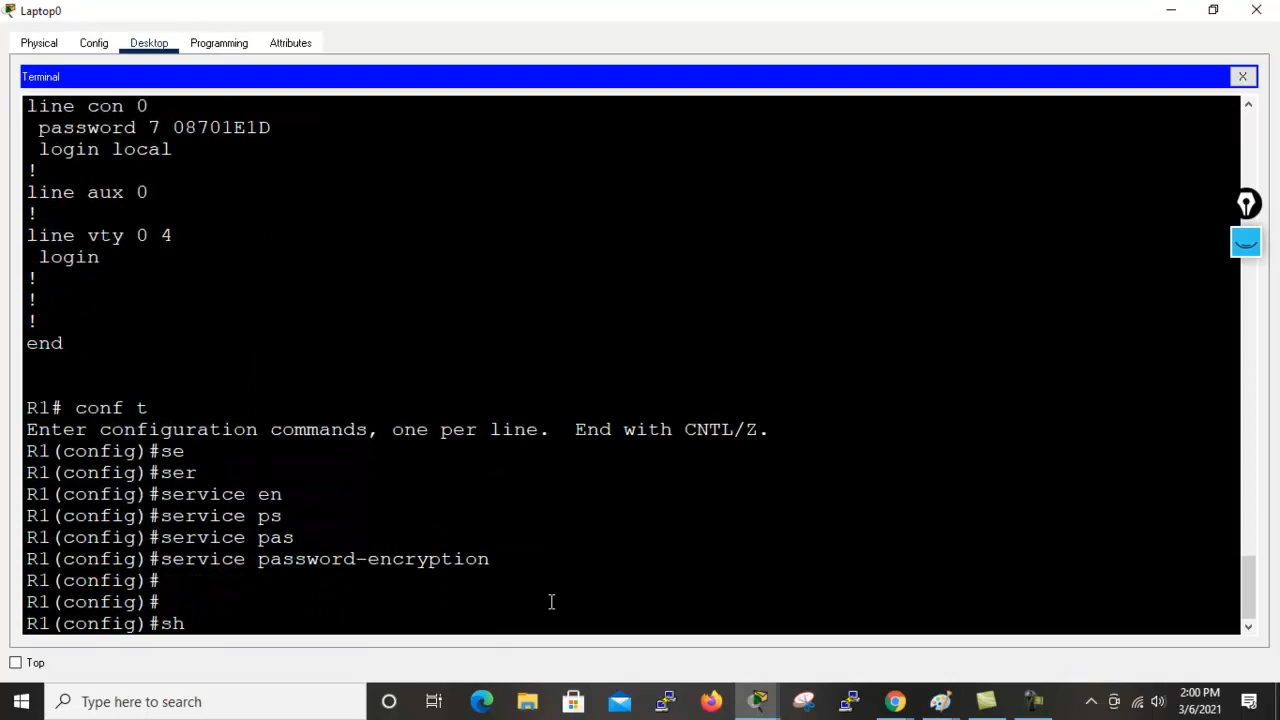 Laptop0
Physical Config Desktop Programming Attributes
Terminal X
line con 0
password 7 08701E1D
login local
!
line aux 0
!
line vty 0 4
login
!
!
!
end
R1# conf t
Enter configuration commands, one per line. End with CNTL/Z.
R1(config)#se
R1(config)#ser
R1(config)#service en
R1(config)#service ps
R1(config)#service pas
R1(config)#service password-encryption
R1(config)#
R1(config)#
R1(config)#sh
Top
Type here to search
2:00 PM
3/6/2021